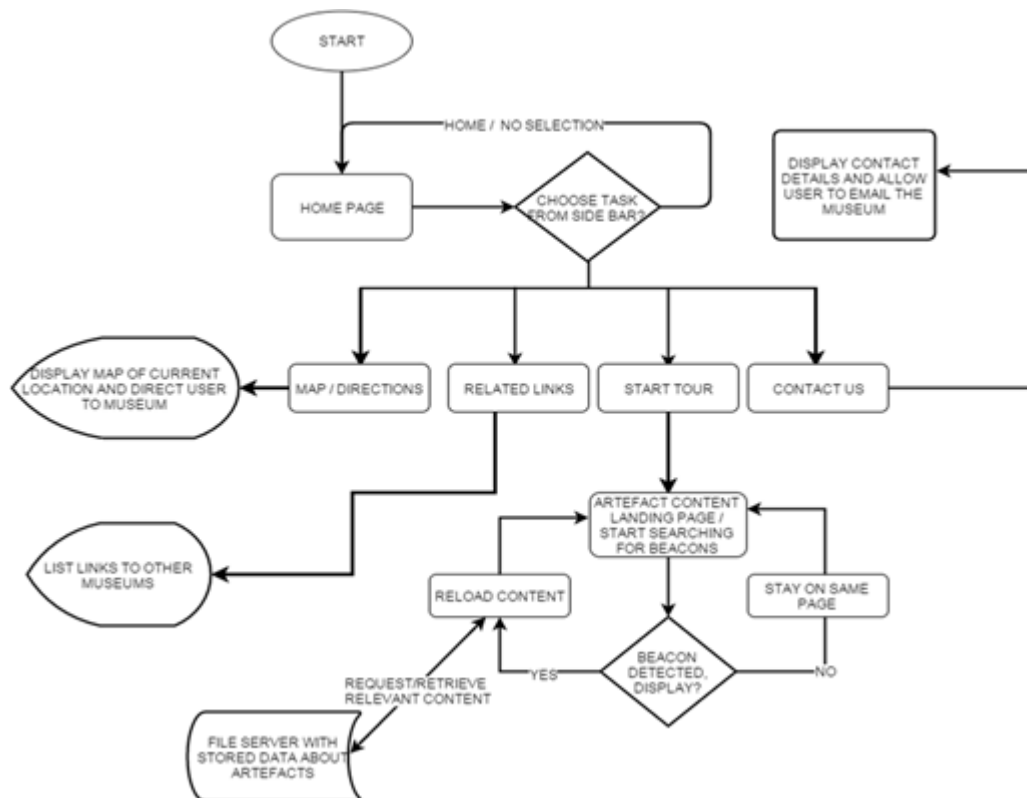 START
HOME / NO SELECTION
HOME PAGE
CHOOSE TASK
FROM SIDE BAR?
DISPLAY CONTACT
DETAILS AND ALLOW
USER TO EMAIL THE
MUSEUM
DISPLAY MAP OF CURRENT
LOCATION AND DIRECT USER
TO MUSEUM
MAP / DIRECTIONS
RELATED LINKS
START TOUR
CONTACT US
ARTEFACT CONTENT
LANDING PAGE /
START SEARCHING
FOR BEACONS
LIST LINKS TO OTHER
MUSEUMS
RELOAD CONTENT
STAY ON SAME
PAGE
BEACON
DETECTED,
DISPLAY?
YES
NO
REQUEST/RETRIEVE
RELEVANT CONTENT
FILE SERVER WITH
STORED DATA ABOUT
ARTEFACTS